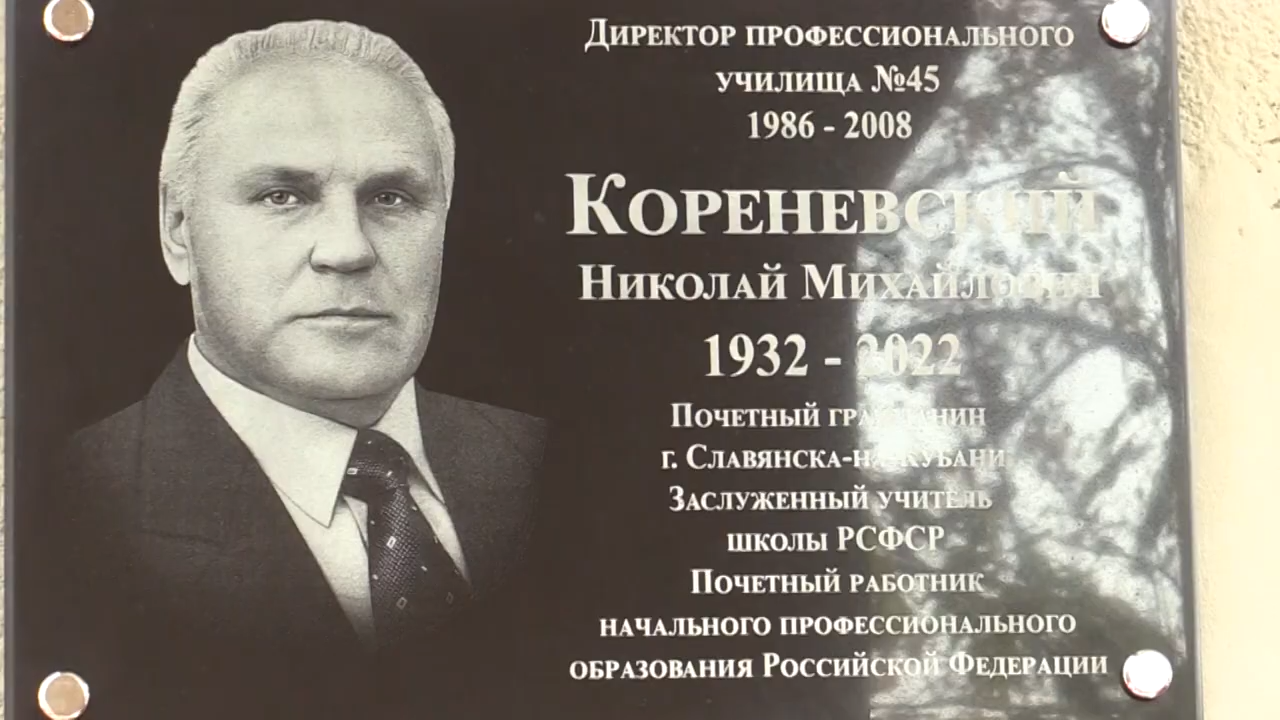 Директор профессионального
училища №45
1986 - 2008
Кореневский
Николай Михайлович
1932 - 2022
Почетный гражданин
г. Славянска-на-Кубани
Заслуженный учитель
школы РСФСР
Почетный работник
начального профессионального
образования Российской Федерации